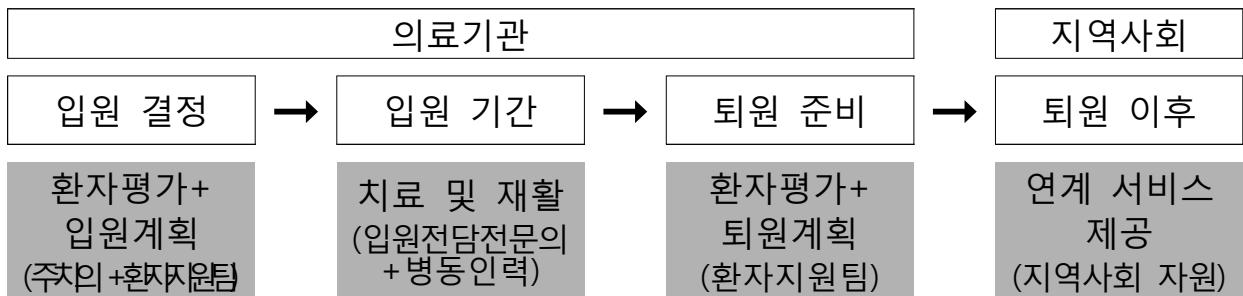 의료기관 지역사회
입원 결정 → 입원 기간 → 퇴원 준비 → 퇴원 이후
환자평가+
입원계획
(주치의+환자지원팀)
치료 및 재활
(입원전담전문의
+병동인력)
환자평가+
퇴원계획
(환자지원팀)
연계 서비스
제공
(지역사회 자원)